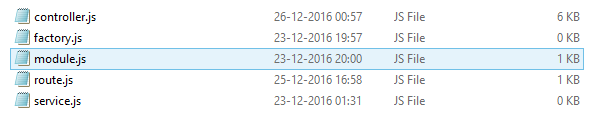 controller.js 26-12-2016 00:57 JS File 6 KB
factory.js 23-12-2016 19:57 JS File 0 KB
module.js 23-12-2016 20:00 JS File 1 KB
route.js 25-12-2016 16:58 JS File 1 KB
service.js 23-12-2016 01:31 JS File 0 KB